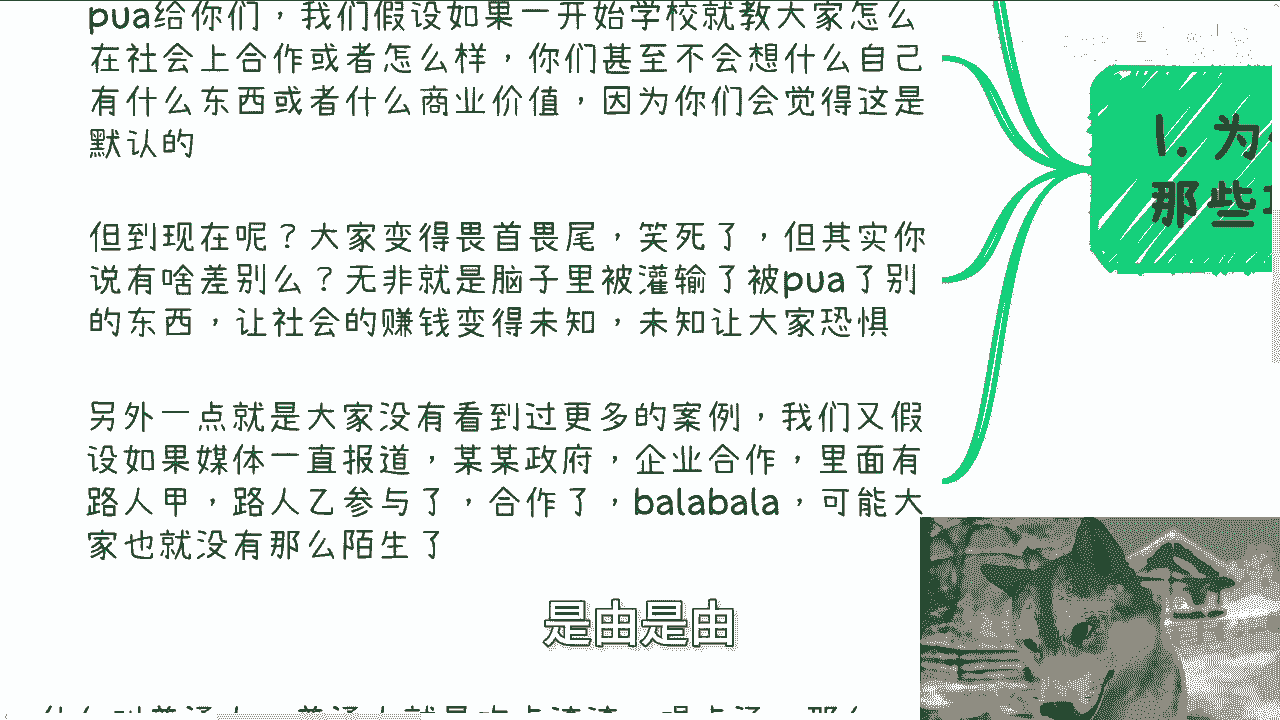 pua给你们，我们假设如果一开始学校就教大家怎么
在社会上合作或者怎么样，你们甚至不会想什么自己
有什么东西或者什么商业价值，因为你们会觉得这是
默认的
但到现在呢？大家变得畏首畏尾，笑死了，但其实你
说有啥差别么？无非就是脑子里被灌输了被pua了别
的东西，让社会的赚钱变得未知，未知让大家恐惧
另外一点就是大家没有看到过更多的案例，我们又假
设如果媒体一直报道，某某政府，企业合作，里面有
路人甲，路人乙参与了，合作了，balabala，可能大
家也就没有那么陌生了
1. 为
那些
是由是由